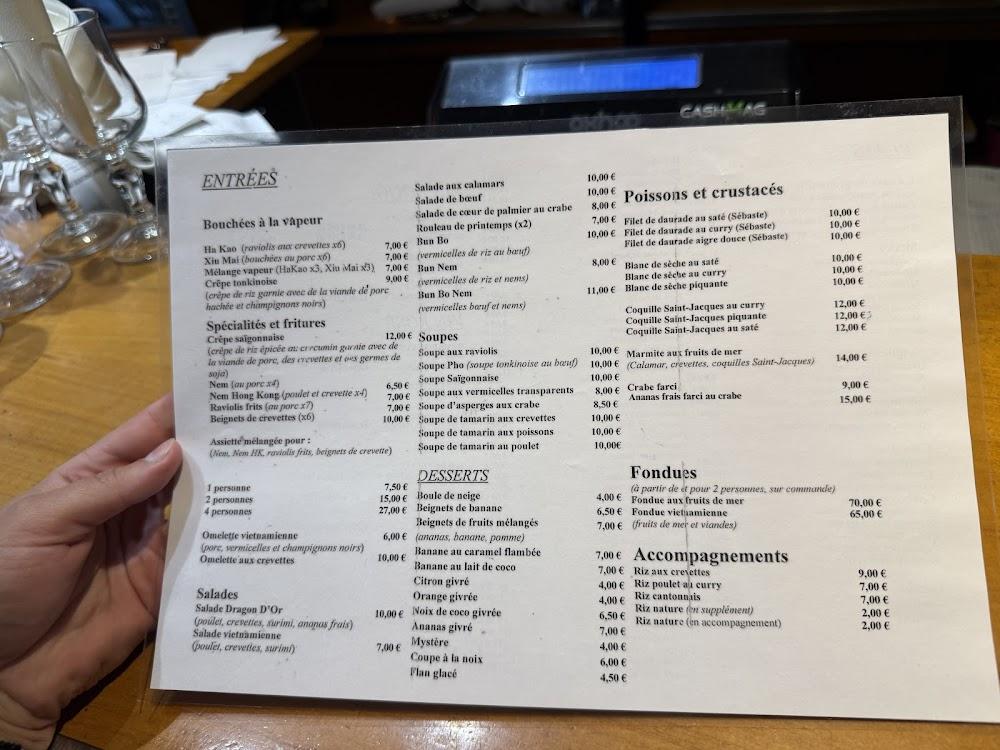 CASHMAG
ENTRÉES
Bouchées à la vapeur
Ha Kao (raviolis aux crevettes x6) 7,00 €
Xiu Mai (bouchées au porc x6) 7,00 €
Mélange vapeur (HaKao x3, Xiu Mai x3) 7,00 €
Crêpe tonkinoise 9,00 €
(crêpe de riz garnie avec de la viande de porc
hachée et champignons noirs)
Spécialités et fritures
Crêpe saïgonnaise 12,00 €
(crêpe de riz épicée au curcumin garnie avec de
la viande de porc, des crevettes et des germes de
soja)
Nem (au porc x4) 6,50 €
Nem Hong Kong (poulet et crevette x4) 7,00 €
Raviolis frits (au porc x7) 7,00 €
Beignets de crevettes (x6) 10,00 €
Assiette mélangée pour :
(Nem, Nem HK, raviolis frits, beignets de crevette)
1 personne 7,50 €
2 personnes 15,00 €
4 personnes 27,00 €
Omelette vietnamienne 6,00 €
(porc, vermicelles et champignons noirs)
Omelette aux crevettes 10,00 €
Salades
Salade Dragon D'Or 10,00 €
(poulet, crevettes, surimi, ananas frais)
Salade vietnamienne 7,00 €
(poulet, crevettes, surimi)
Salade aux calamars 10,00 €
Salade de bœuf 10,00 €
Salade de cœur de palmier au crabe 8,00 €
Rouleau de printemps (x2) 7,00 €
Bun Bo 10,00 €
(vermicelles de riz au bœuf)
Bun Nem 8,00 €
(vermicelles de riz et nems)
Bun Bo Nem 11,00 €
(vermicelles bœuf et nems)
Soupes
Soupe aux raviolis 10,00 €
Soupe Pho (soupe tonkinoise au bœuf) 10,00 €
Soupe Saïgonnaise 10,00 €
Soupe aux vermicelles transparents 8,00 €
Soupe d'asperges aux crabe 8,50 €
Soupe de tamarin aux crevettes 10,00 €
Soupe de tamarin aux poissons 10,00 €
Soupe de tamarin au poulet 10,00€
DESSERTS
Boule de neige 4,00 €
Beignets de banane 6,50 €
Beignets de fruits mélangés 7,00 €
(ananas, banane, pomme)
Banane au caramel flambée 7,00 €
Banane au lait de coco 7,00 €
Citron givré 4,00 €
Orange givrée 4,00 €
Noix de coco givrée 6,50 €
Ananas givré 7,00 €
Mystère 4,00 €
Coupe à la noix 6,00 €
Flan glacé 4,50 €
Poissons et crustacés
Filet de daurade au saté (Sébaste) 10,00 €
Filet de daurade au curry (Sébaste) 10,00 €
Filet de daurade aigre douce (Sébaste) 10,00 €
Blanc de sèche au saté 10,00 €
Blanc de sèche au curry 10,00 €
Blanc de sèche piquante 10,00 €
Coquille Saint-Jacques au curry 12,00 €
Coquille Saint-Jacques piquante 12,00 €
Coquille Saint-Jacques au saté 12,00 €
Marmite aux fruits de mer 14,00 €
(Calamar, crevettes, coquilles Saint-Jacques)
Crabe farci 9,00 €
Ananas frais farci au crabe 15,00 €
Fondues
(à partir de et pour 2 personnes, sur commande)
Fondue aux fruits de mer 70,00 €
Fondue vietnamienne 65,00 €
(fruits de mer et viandes)
Accompagnements
Riz aux crevettes 9,00 €
Riz poulet au curry 7,00 €
Riz cantonnais 7,00 €
Riz nature (en supplément) 2,00 €
Riz nature (en accompagnement) 2,00 €